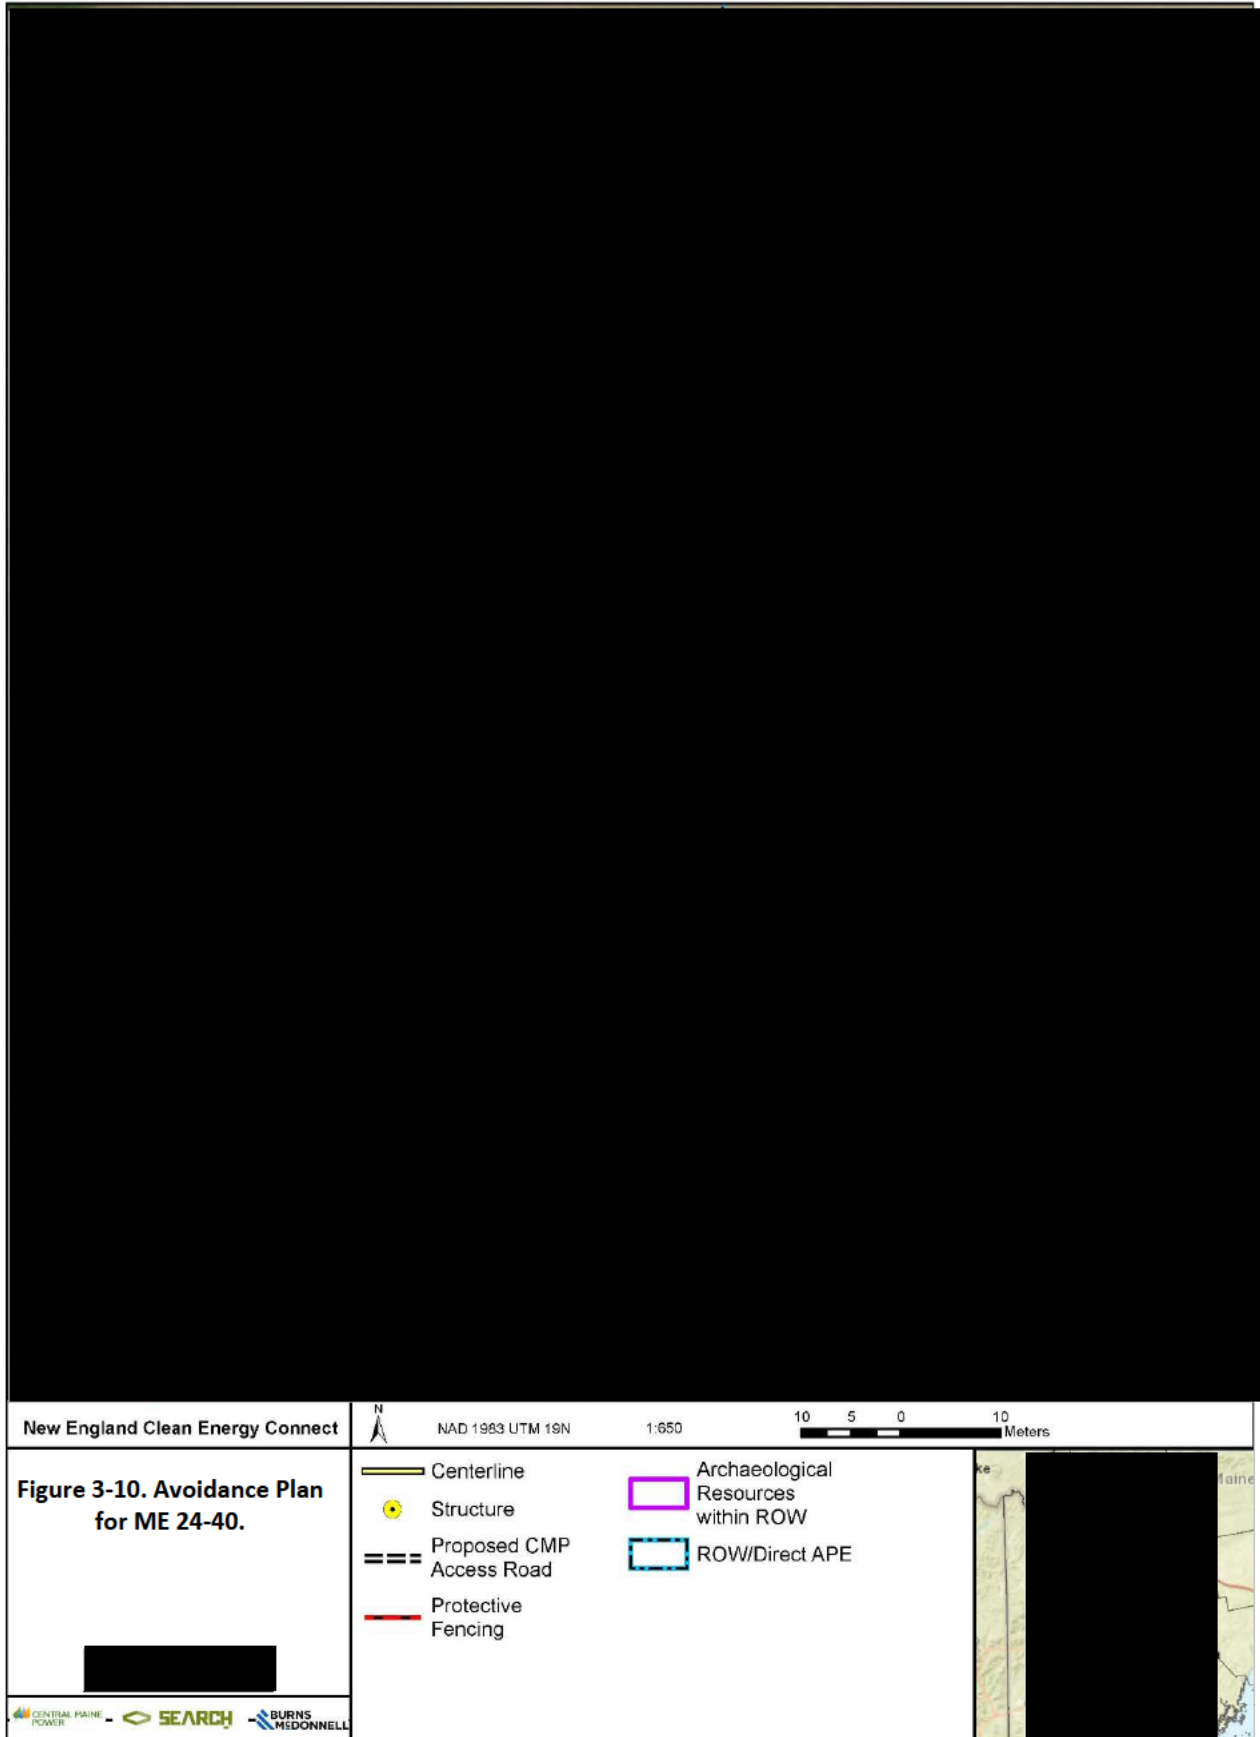 New England Clean Energy Connect
N
NAD 1983 UTM 19N
1:650
10 5 0 10
Meters
Figure 3-10. Avoidance Plan
for ME 24-40.
Centerline
Structure
Proposed CMP
Access Road
Protective
Fencing
Archaeological
Resources
within ROW
ROW/Direct APE
ke
Maine
CENTRAL MAINE
POWER
SEARCH
BURNS
McDONNELL